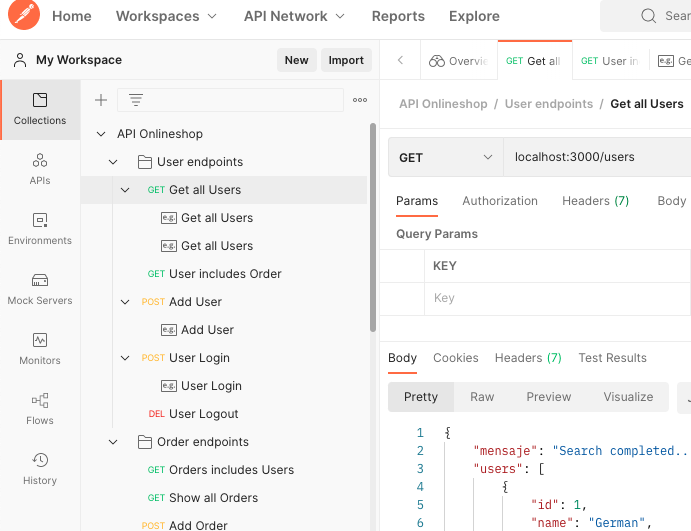 Home Workspaces API Network Reports Explore Sear
My Workspace New Import Overvie GET Get all GET User in e.g. Ge
Collections
APIs
Environments
Mock Servers
Monitors
Flows
History
API Onlineshop
User endpoints
GET Get all Users
e.g. Get all Users
e.g. Get all Users
GET User includes Order
POST Add User
e.g. Add User
POST User Login
e.g. User Login
DEL User Logout
Order endpoints
GET Orders includes Users
GET Show all Orders
POST Add Order
API Onlineshop / User endpoints / Get all Users
GET localhost:3000/users
Params Authorization Headers (7) Body
Query Params
KEY
Key
Body Cookies Headers (7) Test Results
Pretty Raw Preview Visualize
1 {
2 "mensaje": "Search completed..
3 "users": [
4 {
5 "id": 1,
6 "name": "German",